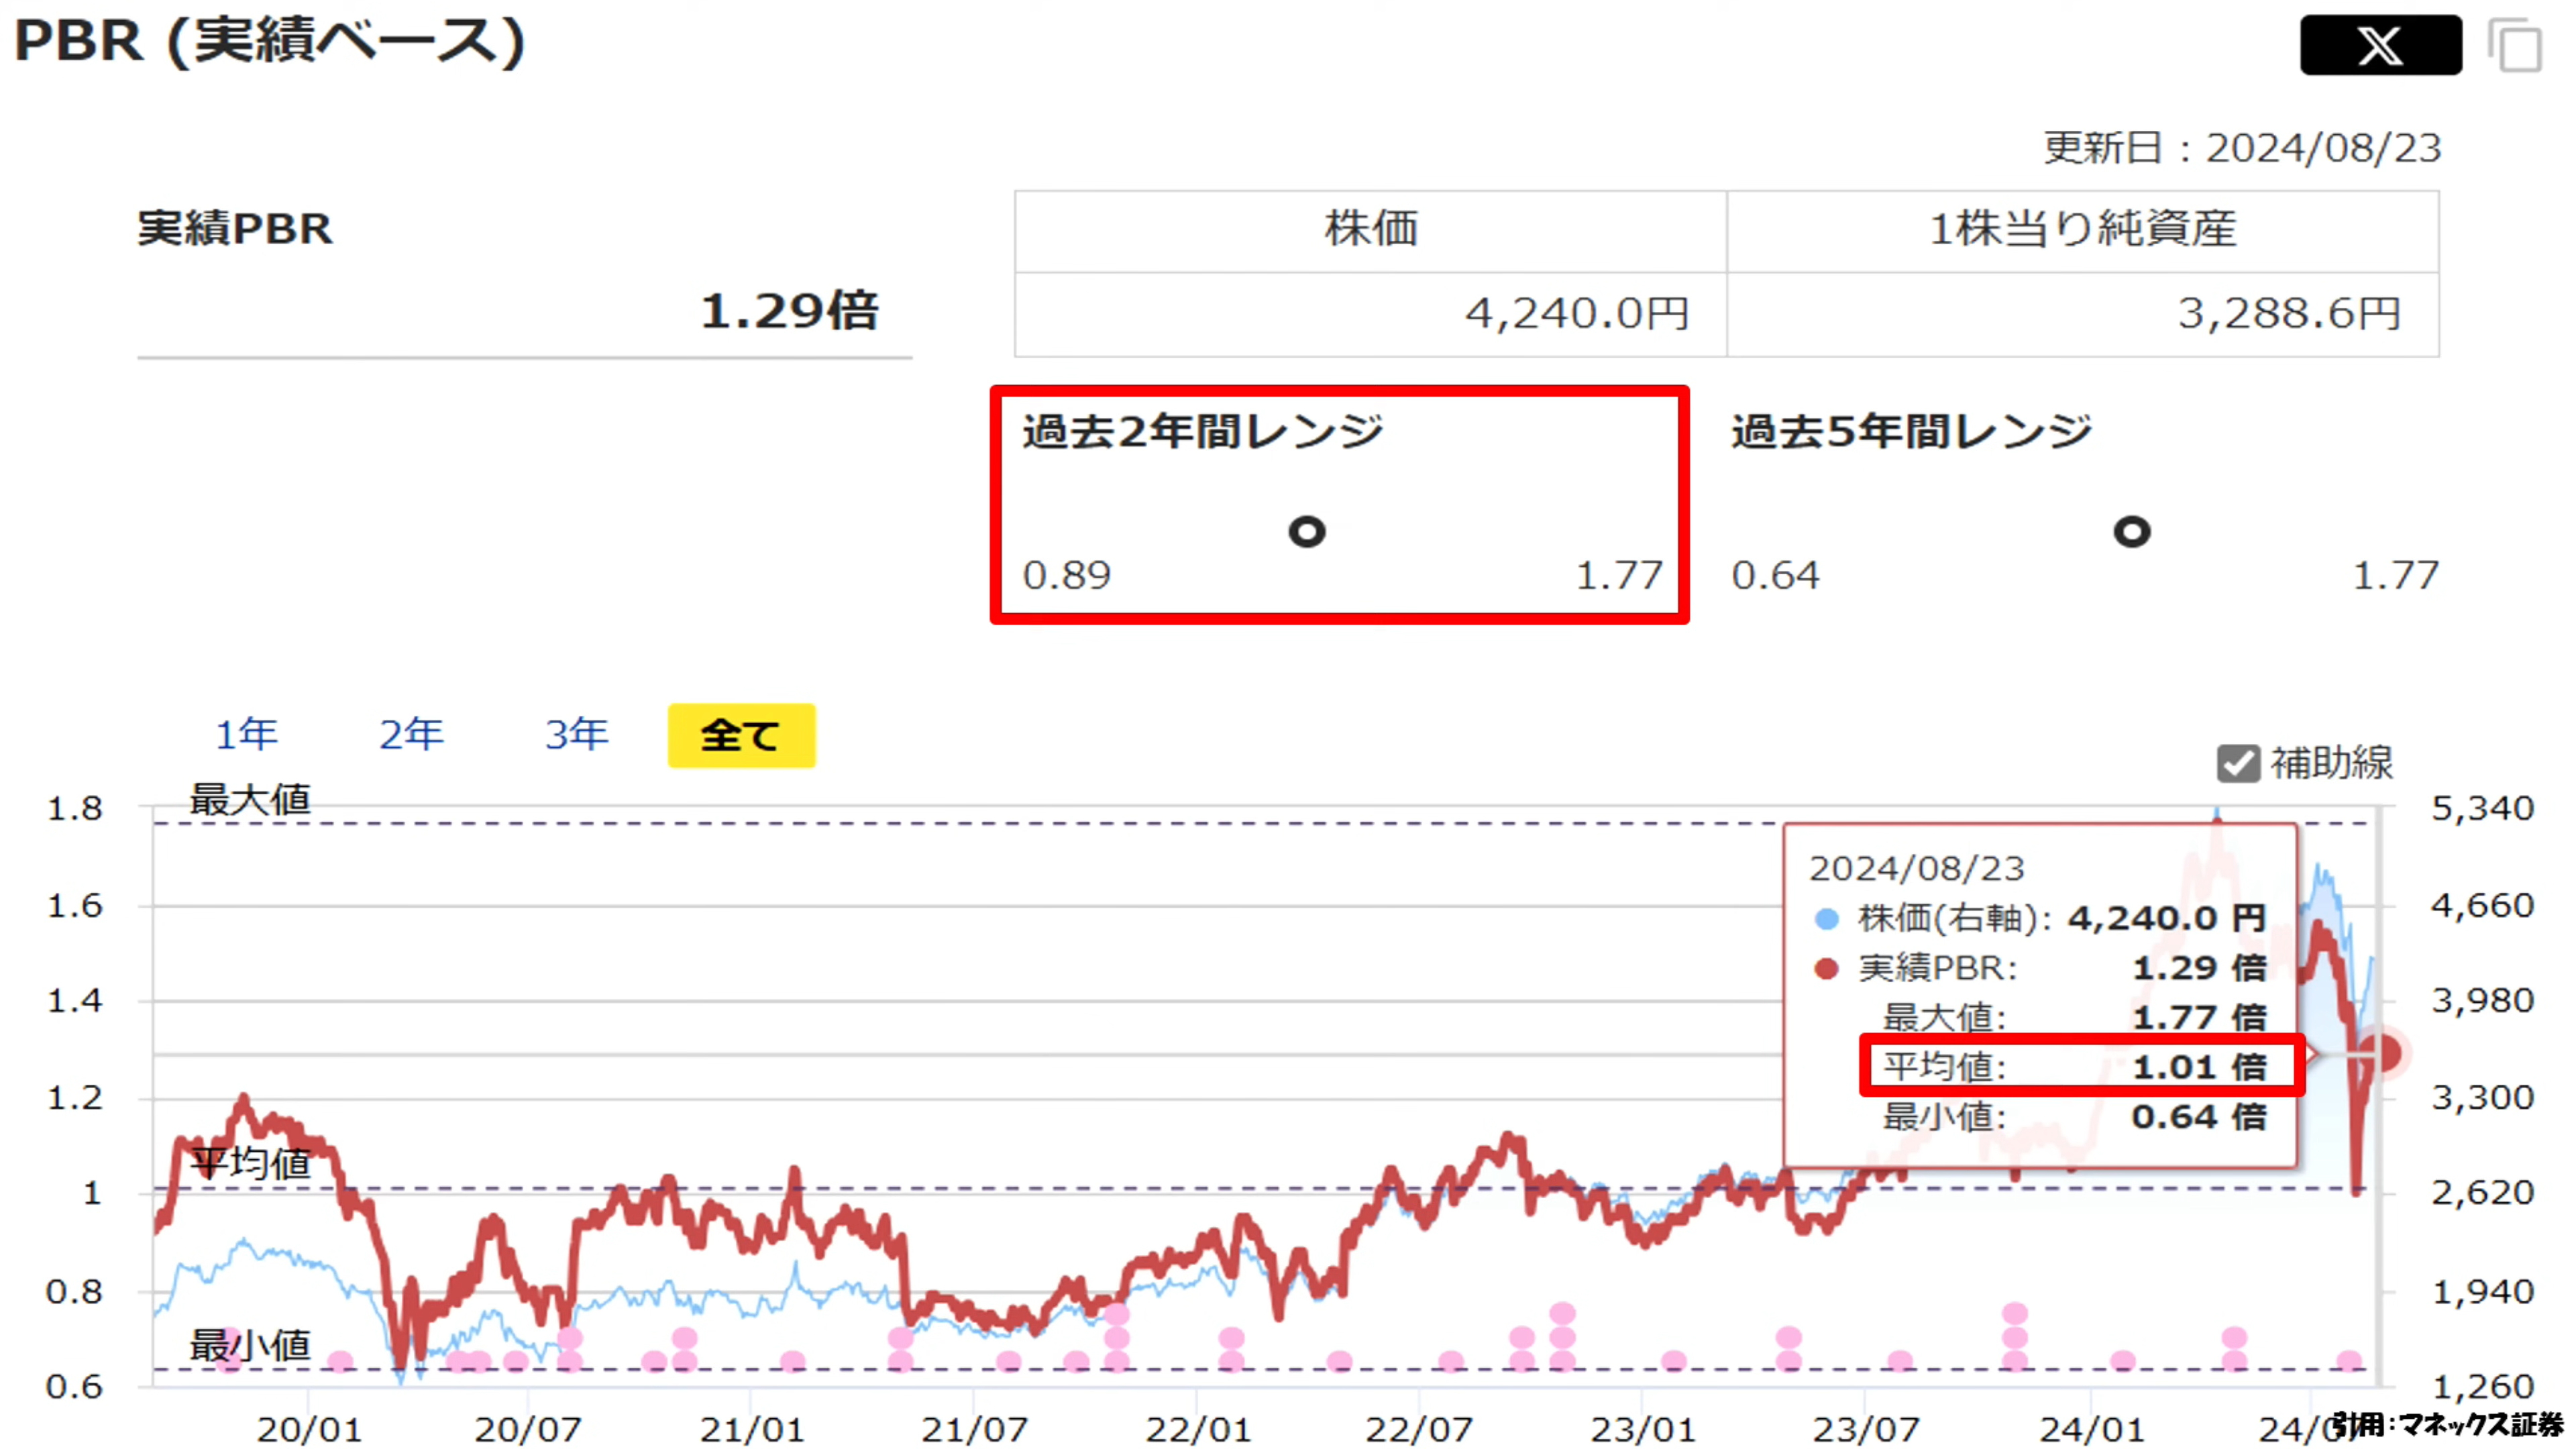 PBR (実績ベース)
更新日：2024/08/23
実績PBR
1.29倍
株価
1株当り純資産
4,240.0円
3,288.6円
過去2年間レンジ
0.89
1.77
過去5年間レンジ
0.64
1.77
1年
2年
3年
全て
補助線
最大値
平均値
最小値
1.8
1.6
1.4
1.2
1
0.8
0.6
5,340
4,660
3,980
3,300
2,620
1,940
1,260
2024/08/23
株価(右軸): 4,240.0 円
実績PBR: 1.29 倍
最大値: 1.77 倍
平均値: 1.01 倍
最小値: 0.64 倍
20/01
20/07
21/01
21/07
22/01
22/07
23/01
23/07
24/01
引用：マネックス証券